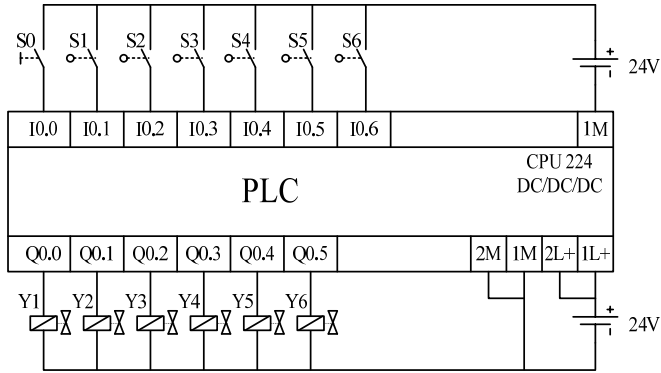 S0 S1 S2 S3 S4 S5 S6
+
24V
-
I0.0 I0.1 I0.2 I0.3 I0.4 I0.5 I0.6 1M
CPU 224
DC/DC/DC
PLC
Q0.0 Q0.1 Q0.2 Q0.3 Q0.4 Q0.5 2M 1M 2L+ 1L+
Y1 Y2 Y3 Y4 Y5 Y6
+
24V
-